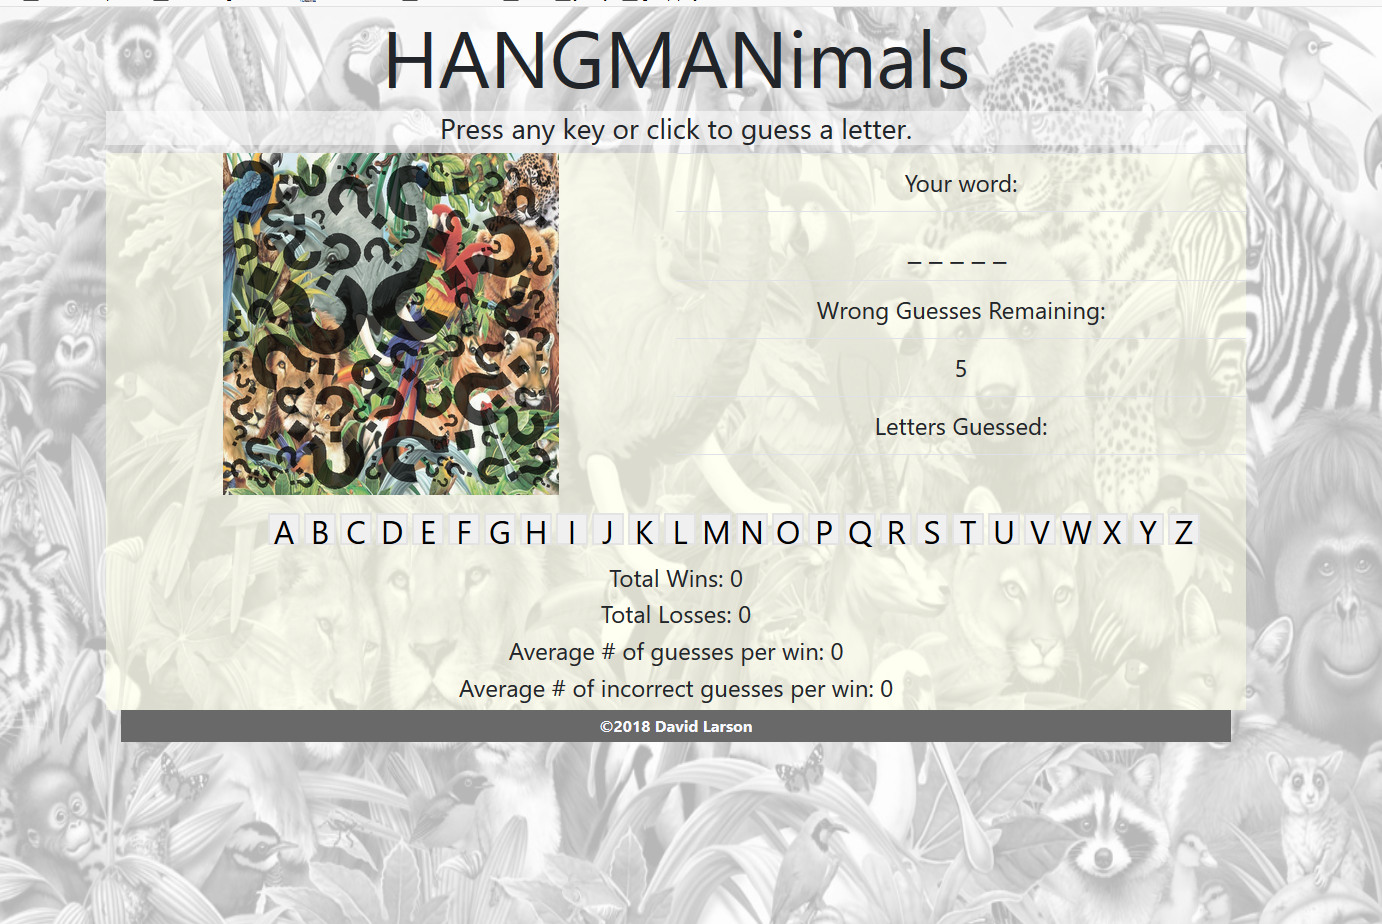 HANGMANimals
Press any key or click to guess a letter.
Your word:
_ _ _ _ _
Wrong Guesses Remaining:
5
Letters Guessed:
A B C D E F G H I J K L M N O P Q R S T U V W X Y Z
Total Wins: 0
Total Losses: 0
Average # of guesses per win: 0
Average # of incorrect guesses per win: 0
©2018 David Larson